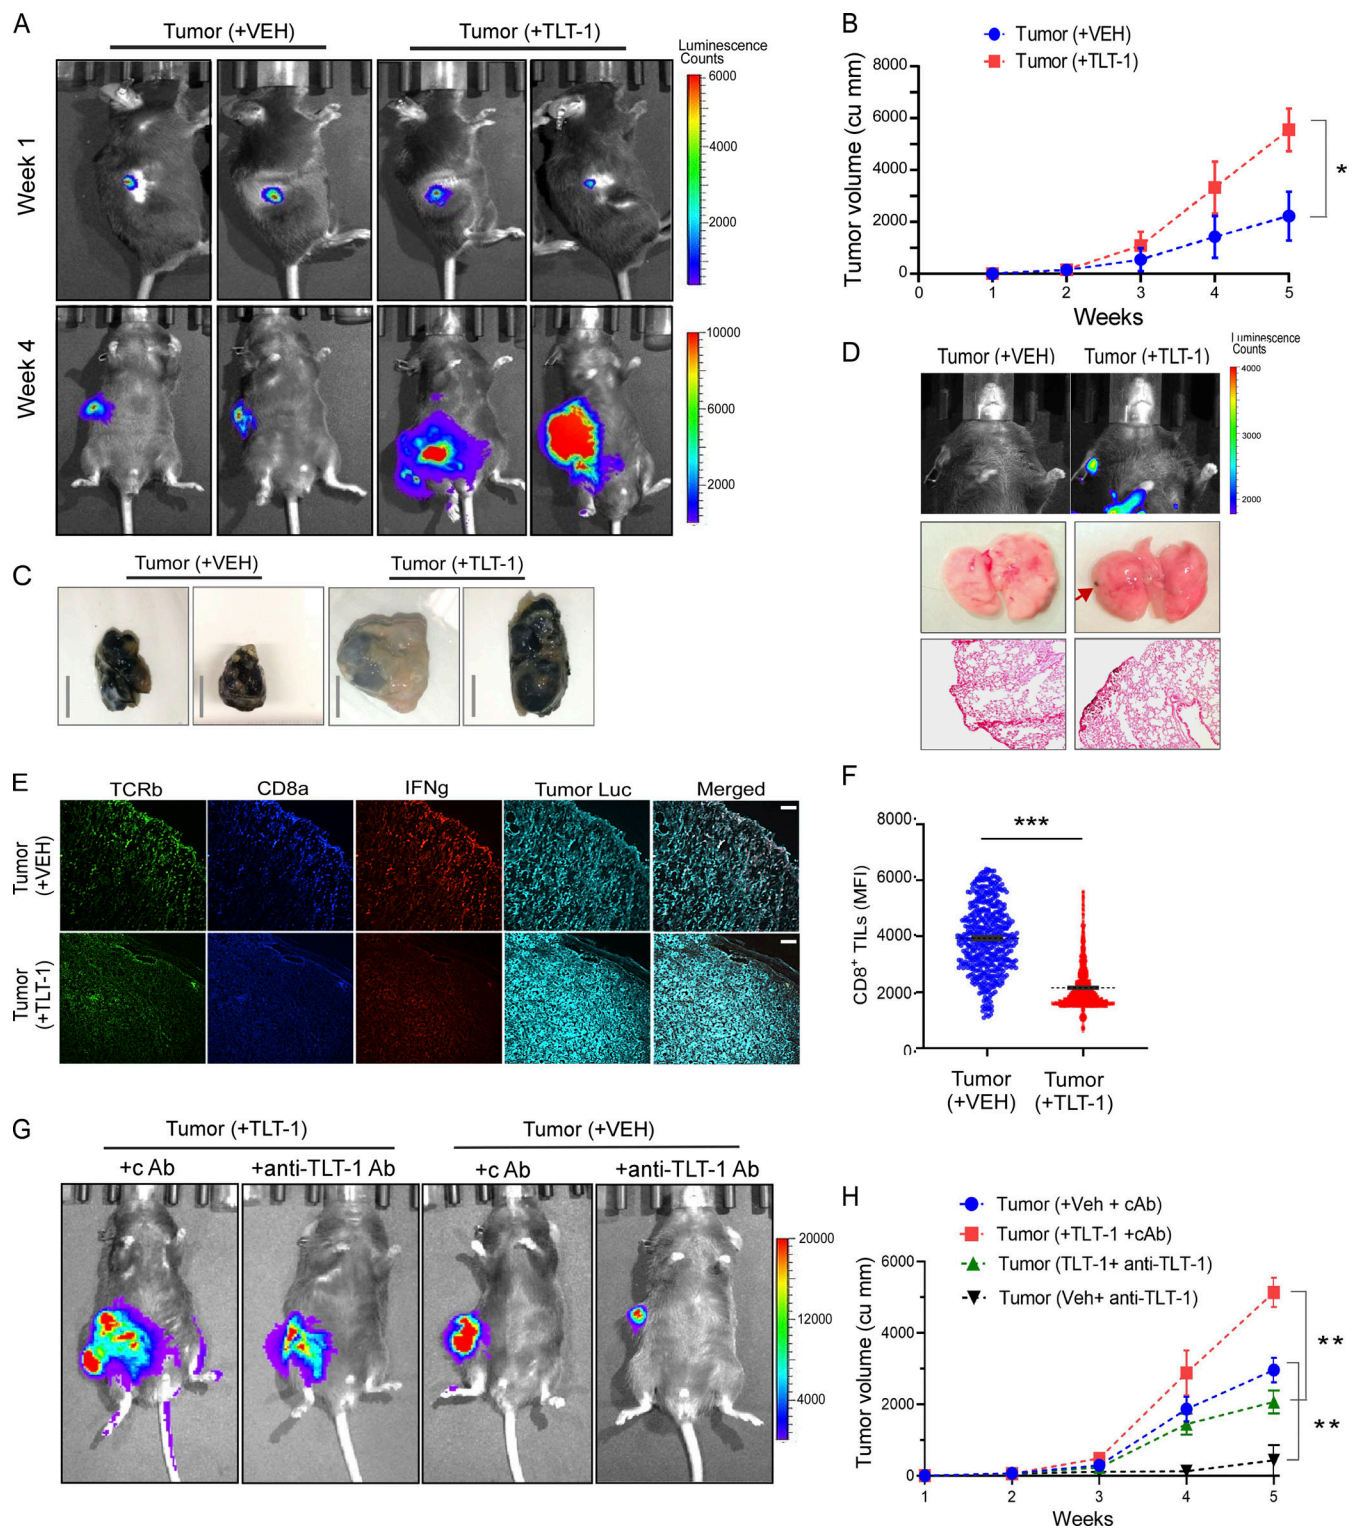 A
Tumor (+VEH)
Tumor (+TLT-1)
Luminescence
Counts
Week 1
6000
4000
2000
Week 4
10000
8000
6000
4000
2000
B
Tumor (+VEH)
Tumor (+TLT-1)
Tumor volume (cu mm)
8000
6000
4000
2000
0
0 1 2 3 4 5
Weeks
*
C
Tumor (+VEH)
Tumor (+TLT-1)
D
Tumor (+VEH)
Tumor (+TLT-1)
Luminescence
Counts
4000
3000
2000
E
TCRb CD8a IFNg Tumor Luc Merged
Tumor
(+VEH)
Tumor
(+TLT-1)
F
CD8+ TILs (MFI)
8000
6000
4000
2000
0
***
Tumor
(+VEH)
Tumor
(+TLT-1)
G
Tumor (+TLT-1)
Tumor (+VEH)
+c Ab
+anti-TLT-1 Ab
+c Ab
+anti-TLT-1 Ab
20000
12000
4000
H
Tumor (+Veh + cAb)
Tumor (+TLT-1 +cAb)
Tumor (TLT-1+ anti-TLT-1)
Tumor (Veh+ anti-TLT-1)
Tumor volume (cu mm)
6000
4000
2000
0
1 2 3 4 5
Weeks
**
**